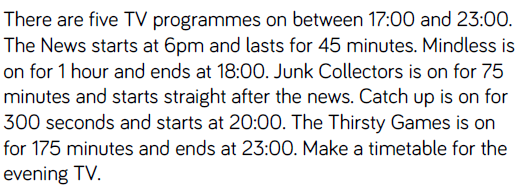 There are five TV programmes on between 17:00 and 23:00.
The News starts at 6pm and lasts for 45 minutes. Mindless is
on for 1 hour and ends at 18:00. Junk Collectors is on for 75
minutes and starts straight after the news. Catch up is on for
300 seconds and starts at 20:00. The Thirsty Games is on
for 175 minutes and ends at 23:00. Make a timetable for the
evening TV.